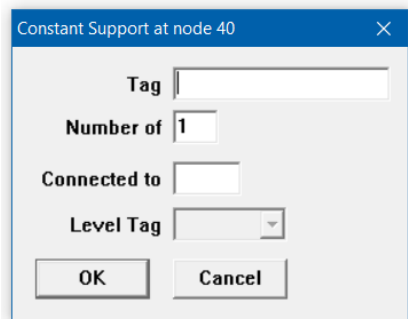 Constant Support at node 40
Tag
Number of 1
Connected to
Level Tag
OK Cancel